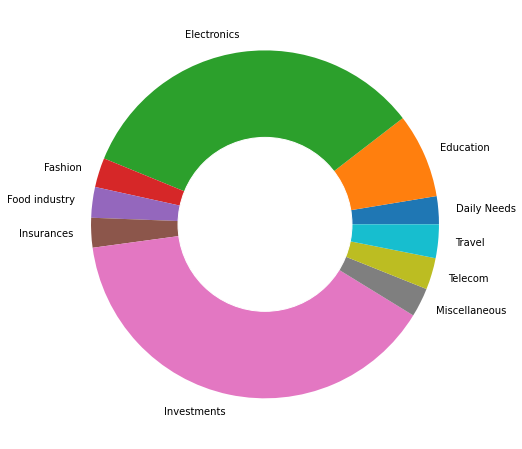 Electronics
Education
Fashion
Food industry
Daily Needs
Insurances
Travel
Telecom
Miscellaneous
Investments